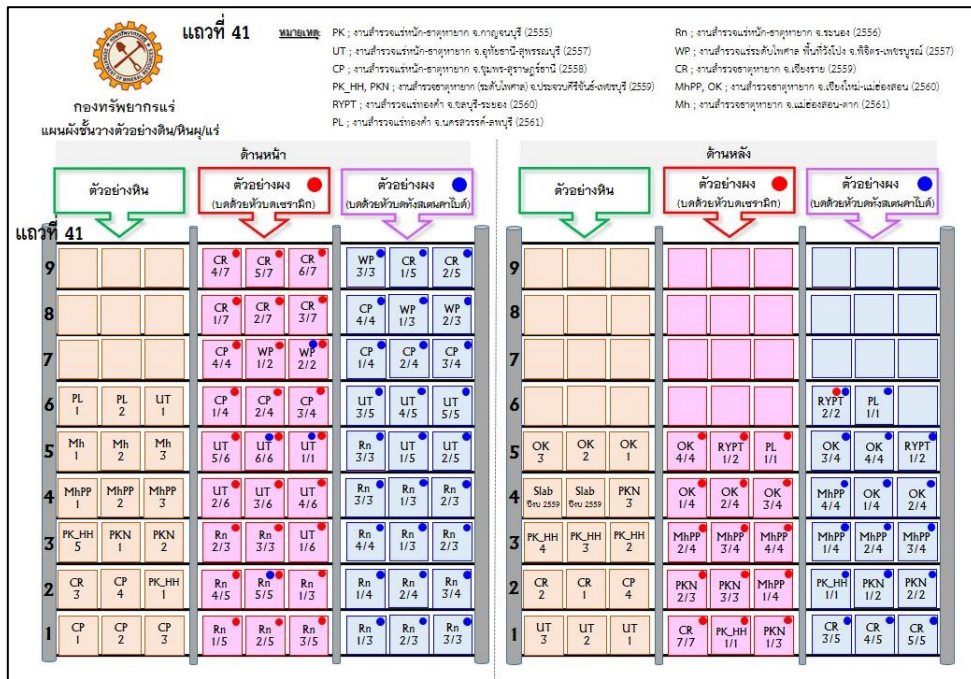 แถวที่ 41
หมายเหตุ
PK ; งานสำรวจแร่หนัก-ธาตุหายาก จ.กาญจนบุรี (2555)
UT ; งานสำรวจแร่หนัก-ธาตุหายาก จ.อุทัยธานี-สุพรรณบุรี (2557)
CP ; งานสำรวจแร่หนัก-ธาตุหายาก จ.ชุมพร-สุราษฎร์ธานี (2558)
PK_HH, PKN ; งานสำรวจธาตุหายาก (ระดับไพศาล) จ.ประจวบคีรีขันธ์-เพชรบุรี (2559)
RYPT ; งานสำรวจแร่ทองคำ จ.ชลบุรี-ระยอง (2560)
PL ; งานสำรวจแร่ทองคำ จ.นครสวรรค์-ลพบุรี (2561)
Rn ; งานสำรวจแร่หนัก-ธาตุหายาก จ.ระนอง (2556)
WP ; งานสำรวจแร่ระดับไพศาล พื้นที่วังโป่ง จ.พิจิตร-เพชรบูรณ์ (2557)
CR ; งานสำรวจธาตุหายาก จ.เชียงราย (2559)
MhPP, OK ; งานสำรวจธาตุหายาก จ.เชียงใหม่-แม่ฮ่องสอน (2560)
Mh ; งานสำรวจธาตุหายาก จ.แม่ฮ่องสอน-ตาก (2561)
DEPARTMENT OF MINERAL RESOURCES
กองทรัพยากรแร่
แผนผังชั้นวางตัวอย่างดิน/หินผุ/แร่
ด้านหน้า
ตัวอย่างหิน
ตัวอย่างผง
(บดด้วยหัวบดเซรามิก)
ตัวอย่างผง
(บดด้วยหัวบดทังสเตนคาไบด์)
แถวที่ 41
9 CR 4/7 CR 5/7 CR 6/7 WP 3/3 CR 1/5 CR 2/5
8 CR 1/7 CR 2/7 CR 3/7 CP 4/4 WP 1/3 WP 2/3
7 CP 4/4 WP 1/2 WP 2/2 CP 1/4 CP 2/4 CP 3/4
6 PL 1 PL 2 UT 1 CP 1/4 CP 2/4 CP 3/4 UT 3/5 UT 4/5 UT 5/5
5 Mh 1 Mh 2 Mh 3 UT 5/6 UT 6/6 UT 1/1 Rn 3/3 UT 1/5 UT 2/5
4 MhPP 1 MhPP 2 MhPP 3 UT 2/6 UT 3/6 UT 4/6 Rn 3/3 Rn 1/3 Rn 2/3
3 PK_HH 5 PKN 1 PKN 2 Rn 2/3 Rn 3/3 UT 1/6 Rn 4/4 Rn 1/3 Rn 2/3
2 CR 3 CP 4 PK_HH 1 Rn 4/5 Rn 5/5 Rn 1/3 Rn 1/4 Rn 2/4 Rn 3/4
1 CP 1 CP 2 CP 3 Rn 1/5 Rn 2/5 Rn 3/5 Rn 1/3 Rn 2/3 Rn 3/3
ด้านหลัง
ตัวอย่างหิน
ตัวอย่างผง
(บดด้วยหัวบดเซรามิก)
ตัวอย่างผง
(บดด้วยหัวบดทังสเตนคาไบด์)
9
8
7
6 RYPT 2/2 PL 1/1
5 OK 3 OK 2 OK 1 OK 4/4 RYPT 1/2 PL 1/1 OK 3/4 OK 4/4 RYPT 1/2
4 Slab ปีงบ 2559 Slab ปีงบ 2559 PKN 3 OK 1/4 OK 2/4 OK 3/4 MhPP 4/4 OK 1/4 OK 2/4
3 PK_HH 4 PK_HH 3 PK_HH 2 MhPP 2/4 MhPP 3/4 MhPP 4/4 MhPP 1/4 MhPP 2/4 MhPP 3/4
2 CR 2 CR 1 CP 4 PKN 2/3 PKN 3/3 MhPP 1/4 PK_HH 1/1 PKN 1/2 PKN 2/2
1 UT 3 UT 2 UT 1 CR 7/7 PK_HH 1/1 PKN 1/3 CR 3/5 CR 4/5 CR 5/5